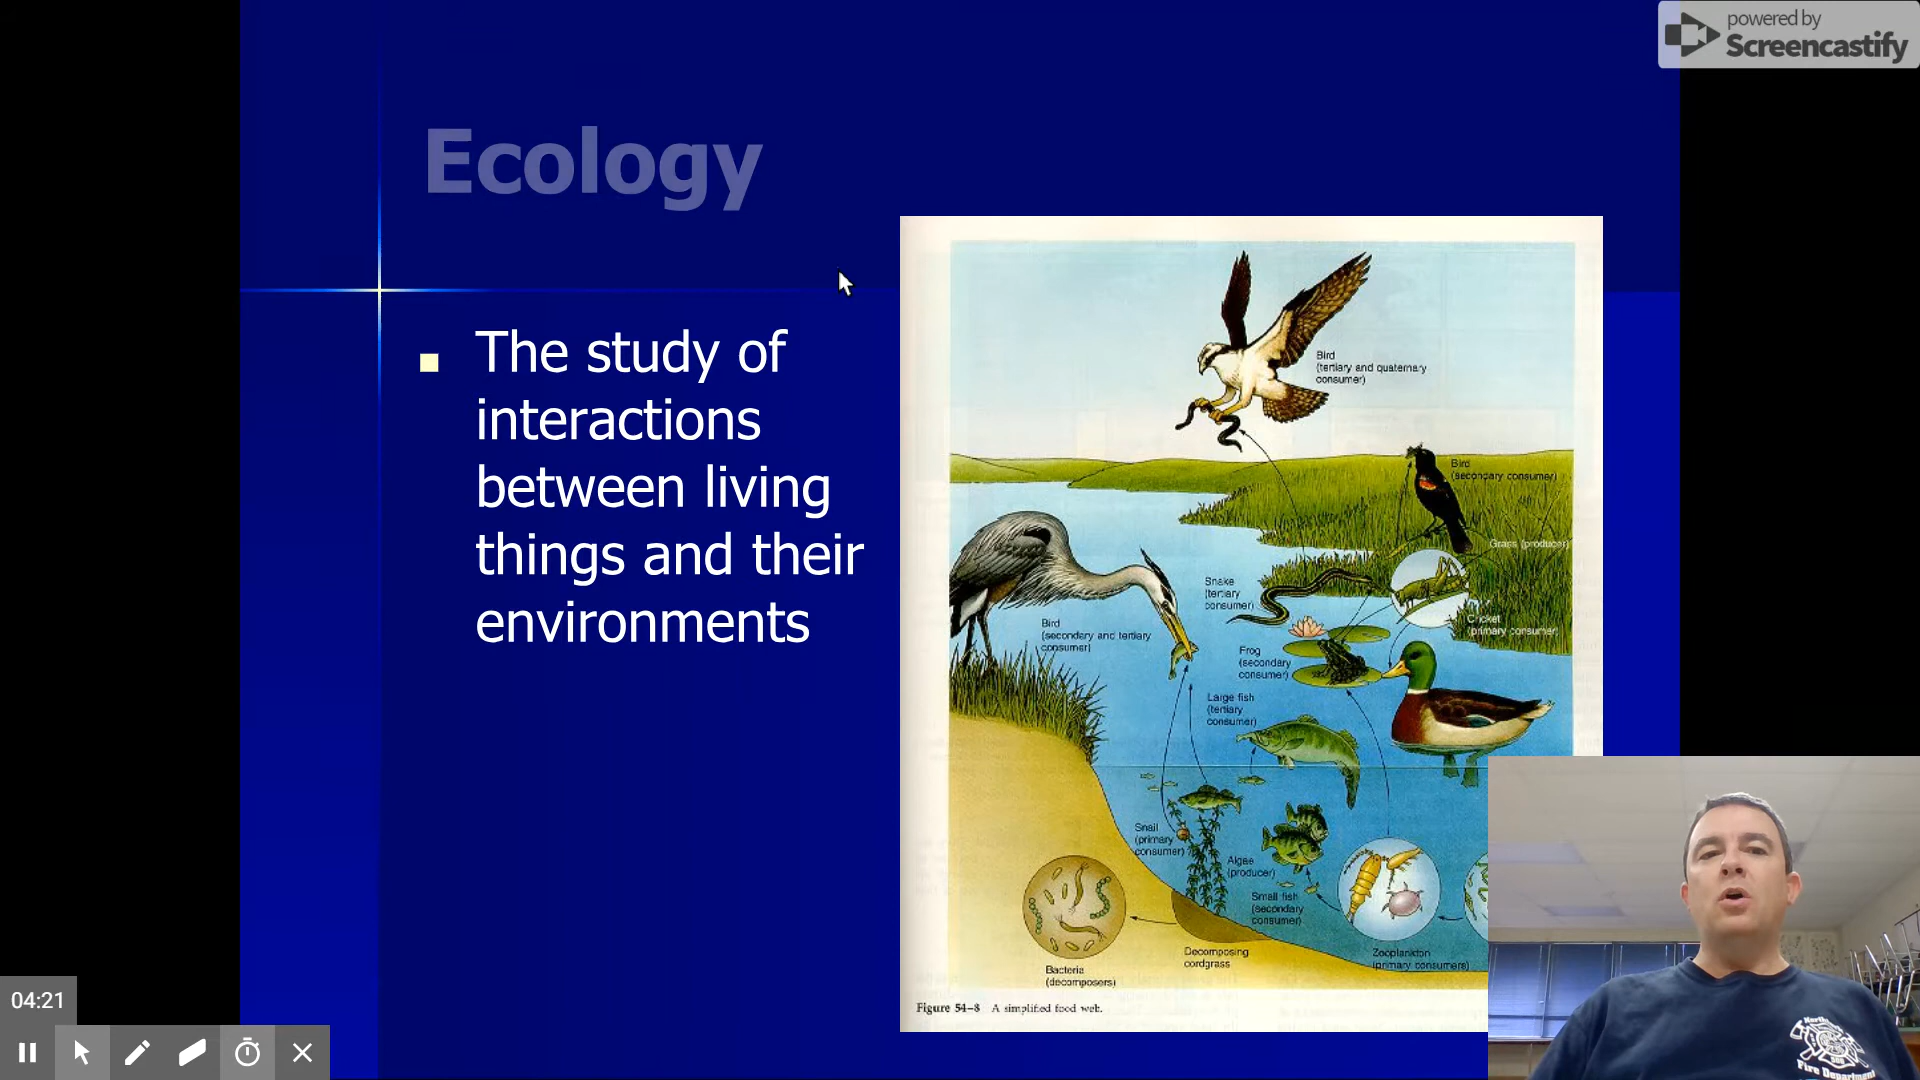 powered by
Screencastify
Ecology
The study of
interactions
between living
things and their
environments
Bird
(tertiary and quaternary
consumer)
Bird
(secondary consumer)
Grass (producer)
Snake
(tertiary
consumer)
Cricket
(primary consumer)
Bird
(secondary and tertiary
consumer)
Frog
(secondary
consumer)
Large fish
(tertiary
consumer)
Snail
(primary
consumer)
Algae
(producer)
Small fish
(secondary
consumer)
Decomposing
cordgrass
Zooplankton
(primary consumers)
Bacteria
(decomposers)
Figure 54–8 A simplified food web.
04:21
Fire Department